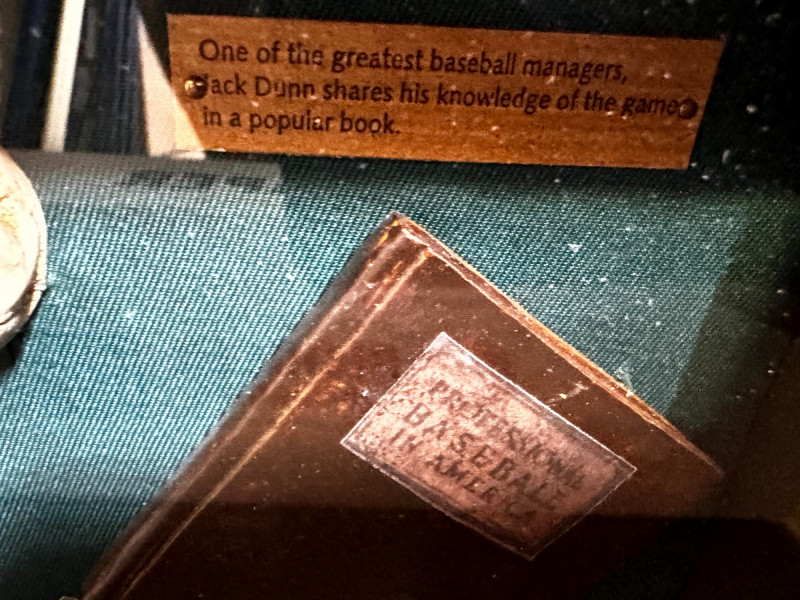 One of the greatest baseball managers,
Jack Dunn shares his knowledge of the game
in a popular book.
PROFESSIONAL
BASEBALL
IN AMERICA